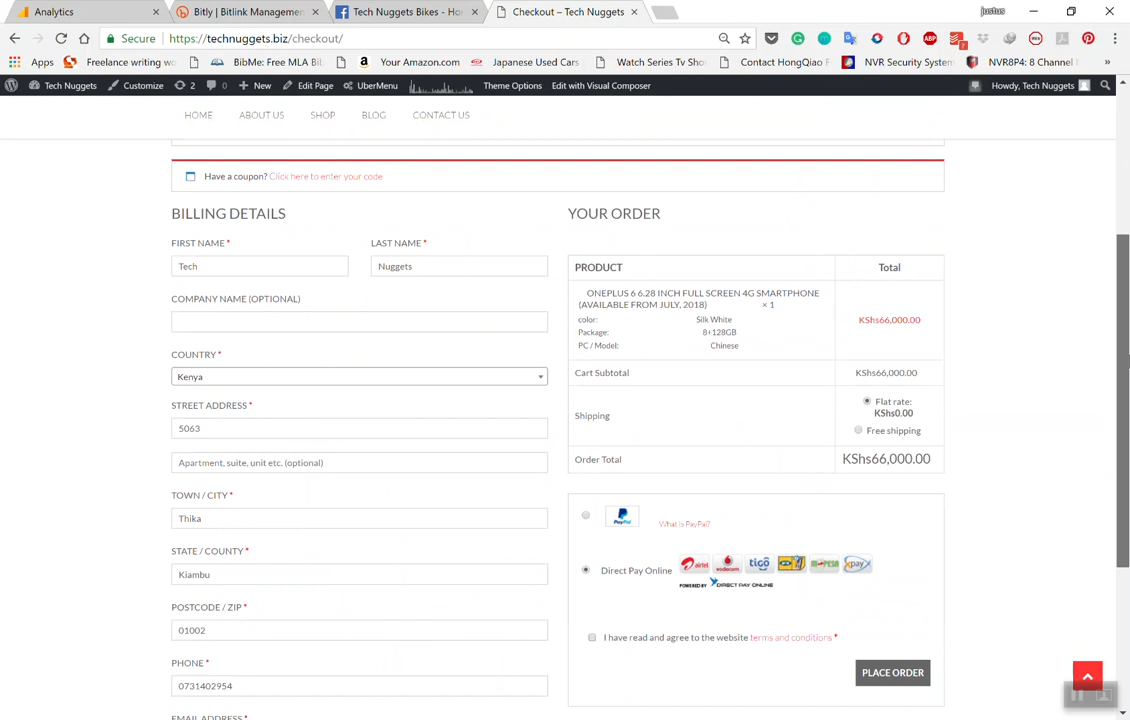 Analytics
Bitly | Bitlink Managemen
Tech Nuggets Bikes - Ho
Checkout – Tech Nuggets
justus
Secure
https://technuggets.biz/checkout/
Apps
Freelance writing wo
BibMe: Free MLA Bi
Your Amazon.com
Japanese Used Cars
Watch Series Tv Sho
Contact HongQiao F
NVR Security System
NVR8P4: 8 Channel
Tech Nuggets
Customize
2
0
New
Edit Page
UberMenu
Theme Options
Edit with Visual Composer
Howdy, Tech Nuggets
HOME
ABOUT US
SHOP
BLOG
CONTACT US
Have a coupon? Click here to enter your code
BILLING DETAILS
FIRST NAME *
LAST NAME *
Tech
Nuggets
COMPANY NAME (OPTIONAL)
COUNTRY *
Kenya
STREET ADDRESS *
5063
Apartment, suite, unit etc. (optional)
TOWN / CITY *
Thika
STATE / COUNTY *
Kiambu
POSTCODE / ZIP *
01002
PHONE *
0731402954
EMAIL ADDRESS *
YOUR ORDER
PRODUCT
Total
ONEPLUS 6 6.28 INCH FULL SCREEN 4G SMARTPHONE
(AVAILABLE FROM JULY, 2018) × 1
color: Silk White
Package: 8+128GB
PC / Model: Chinese
KShs66,000.00
Cart Subtotal
KShs66,000.00
Shipping
Flat rate:
KShs0.00
Free shipping
Order Total
KShs66,000.00
PayPal
What is PayPal?
Direct Pay Online
airtel
vodacom
tigo
M-PESA
xpay
POWERED BY DIRECT PAY ONLINE
I have read and agree to the website terms and conditions *
PLACE ORDER